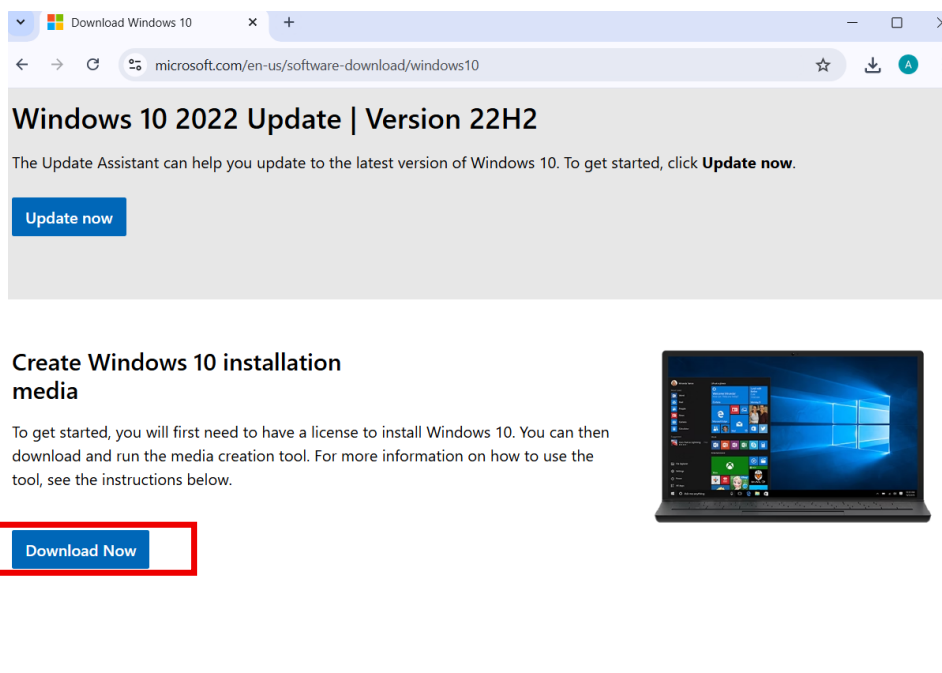 Download Windows 10
microsoft.com/en-us/software-download/windows10
A
Windows 10 2022 Update | Version 22H2
The Update Assistant can help you update to the latest version of Windows 10. To get started, click Update now.
Update now
Create Windows 10 installation
media
To get started, you will first need to have a license to install Windows 10. You can then
download and run the media creation tool. For more information on how to use the
tool, see the instructions below.
Download Now